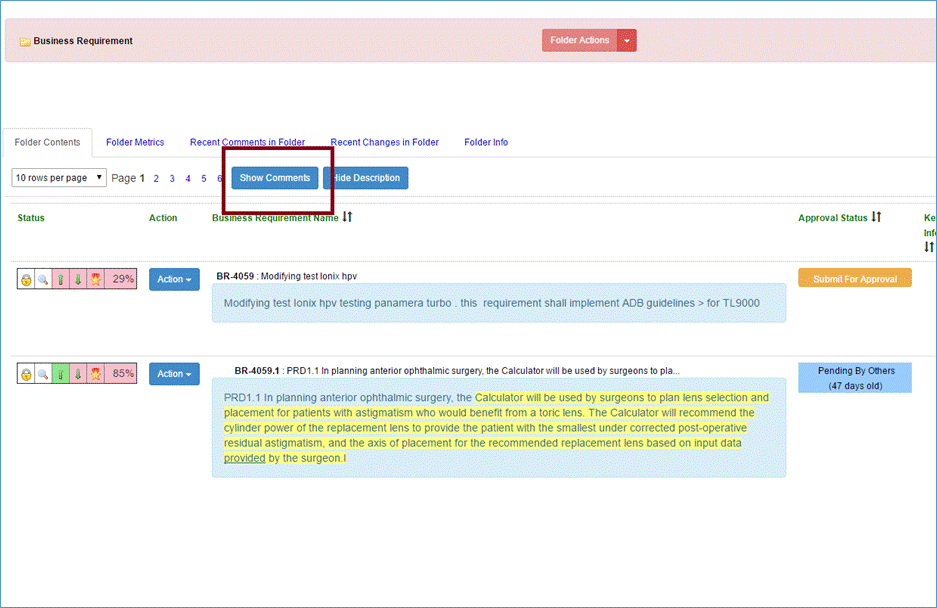 Business Requirement
Folder Actions
Folder Contents Folder Metrics Recent Comments in Folder Recent Changes in Folder Folder Info
10 rows per page Page 1 2 3 4 5 6 Show Comments Hide Description
Status Action Business Requirement Name Approval Status Ke
Inf
29% Action BR-4059 : Modifying test Ionix hpv Submit For Approval
Modifying test Ionix hpv testing panamera turbo . this requirement shall implement ADB guidelines > for TL9000
85% Action BR-4059.1 : PRD1.1 In planning anterior ophthalmic surgery, the Calculator will be used by surgeons to pla... Pending By Others
(47 days old)
PRD1.1 In planning anterior ophthalmic surgery, the Calculator will be used by surgeons to plan lens selection and
placement for patients with astigmatism who would benefit from a toric lens. The Calculator will recommend the
cylinder power of the replacement lens to provide the patient with the smallest under corrected post-operative
residual astigmatism, and the axis of placement for the recommended replacement lens based on input data
provided by the surgeon.l